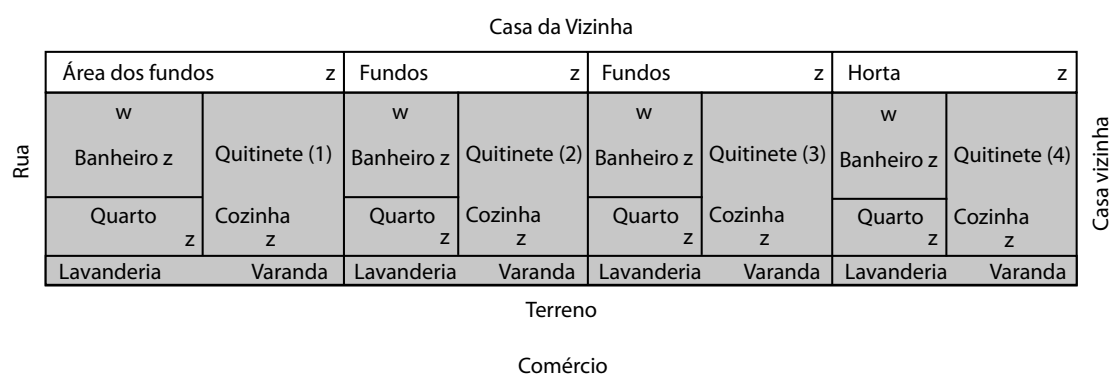 Casa da Vizinha
Área dos fundos z Fundos z Fundos z Horta z
w w w w
Banheiro z Quitinete (1) Banheiro z Quitinete (2) Banheiro z Quitinete (3) Banheiro z Quitinete (4)
Rua
Casa vizinha
Quarto Cozinha Quarto Cozinha Quarto Cozinha Quarto Cozinha
z z z z z z z z
Lavanderia Varanda Lavanderia Varanda Lavanderia Varanda Lavanderia Varanda
Terreno
Comércio